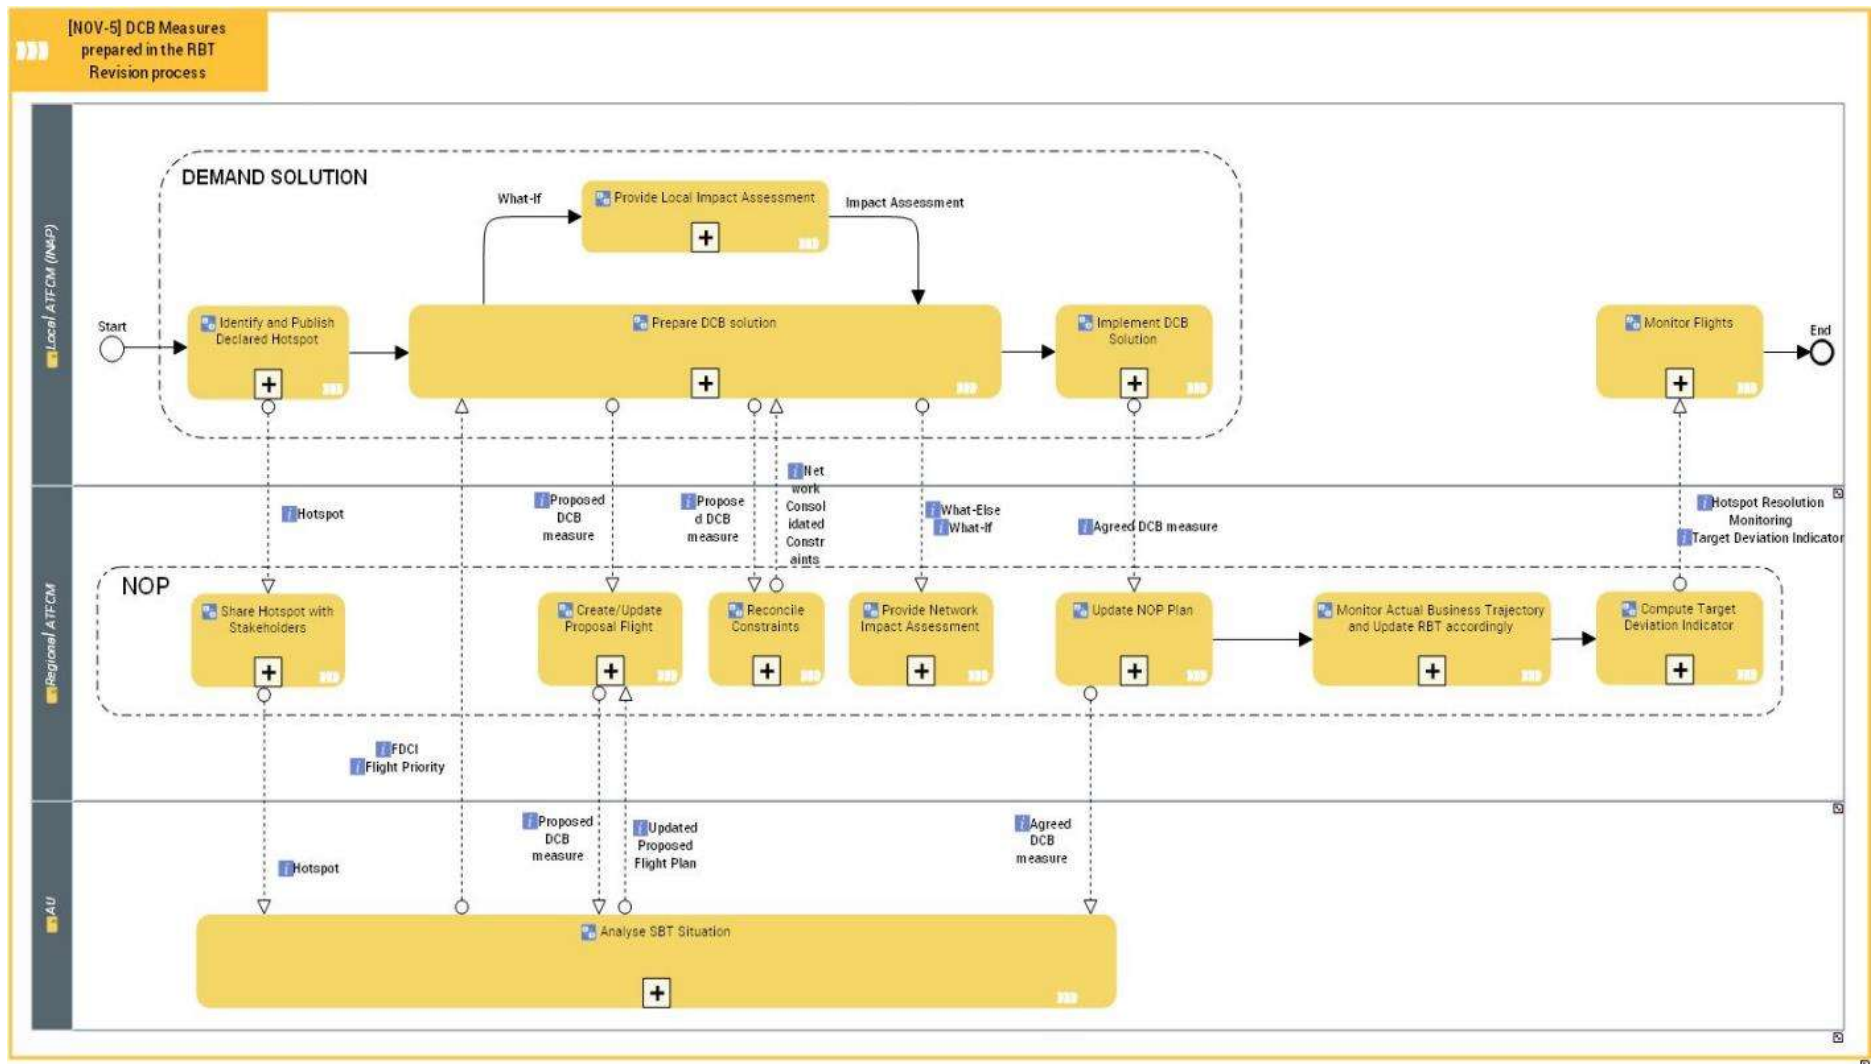 [NOV-5] DCB Measures
prepared in the RBT
Revision process
Local ATFCM (INAP)
DEMAND SOLUTION
What-If
Provide Local Impact Assessment
Impact Assessment
Start
Identify and Publish
Declared Hotspot
Prepare DCB solution
Implement DCB
Solution
Monitor Flights
End
Regional ATFCM
Hotspot
Proposed
DCB
measure
Propose
d DCB
measure
Net
work
Consol
idated
Constr
aints
What-Else
What-If
Agreed DCB measure
Hotspot Resolution
Monitoring
Target Deviation Indicator
NOP
Share Hotspot with
Stakeholders
Create/Update
Proposal Flight
Reconcile
Constraints
Provide Network
Impact Assessment
Update NOP Plan
Monitor Actual Business Trajectory
and Update RBT accordingly
Compute Target
Deviation Indicator
FDCI
Flight Priority
AU
Hotspot
Proposed
DCB
measure
Updated
Proposed
Flight Plan
Agreed
DCB
measure
Analyse SBT Situation